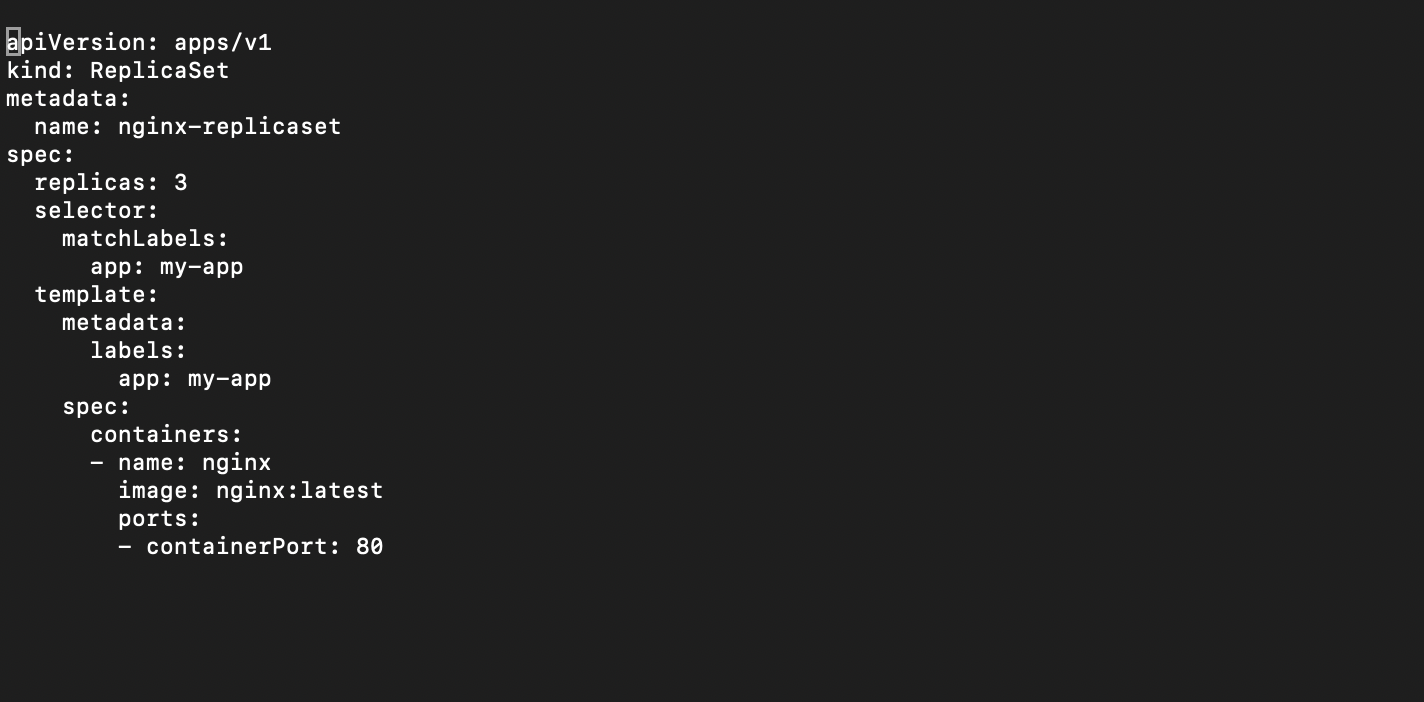 apiVersion: apps/v1
kind: ReplicaSet
metadata:
  name: nginx-replicaset
spec:
  replicas: 3
  selector:
    matchLabels:
      app: my-app
  template:
    metadata:
      labels:
        app: my-app
    spec:
      containers:
      - name: nginx
        image: nginx:latest
        ports:
        - containerPort: 80